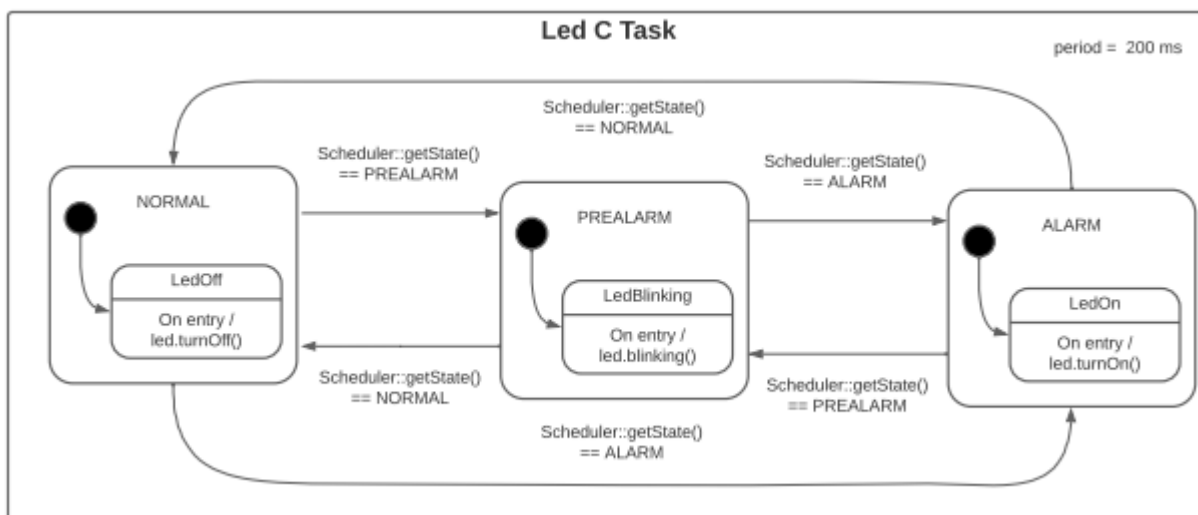 Led C Task
period = 200 ms
Scheduler::getState()
== NORMAL
Scheduler::getState()
== PREALARM
Scheduler::getState()
== ALARM
NORMAL
PREALARM
ALARM
LedOff
On entry /
led.turnOff()
LedBlinking
On entry /
led.blinking()
LedOn
On entry /
led.turnOn()
Scheduler::getState()
== NORMAL
Scheduler::getState()
== PREALARM
Scheduler::getState()
== ALARM